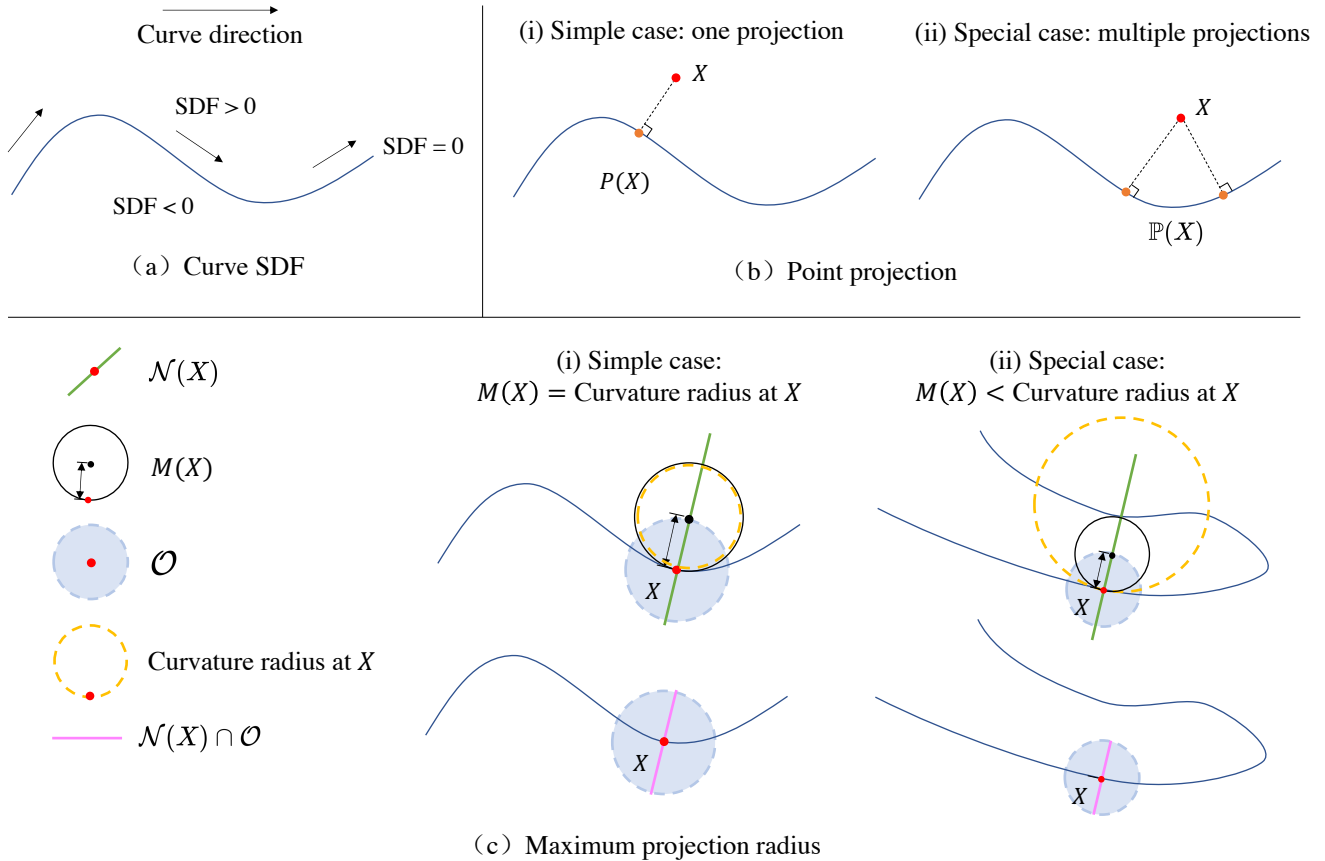 Curve direction
SDF > 0
SDF = 0
SDF < 0
（a）Curve SDF
(i) Simple case: one projection
X
P(X)
(ii) Special case: multiple projections
X
ℙ(X)
（b）Point projection
𝒩(X)
M(X)
𝒪
Curvature radius at X
𝒩(X) ∩ 𝒪
(i) Simple case:
M(X) = Curvature radius at X
X
X
(ii) Special case:
M(X) < Curvature radius at X
X
X
（c）Maximum projection radius